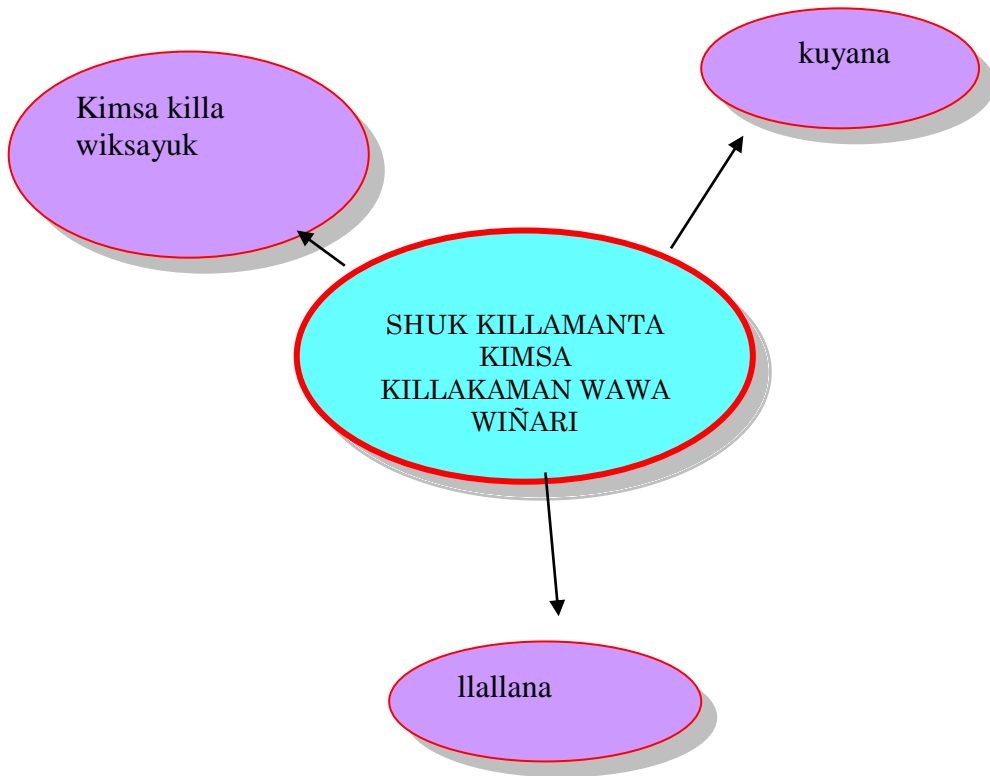 kuyana
Kimsa killa
wiksayuk
SHUK KILLAMANTA
KIMSA
KILLAKAMAN WAWA
WIÑARI
llallana